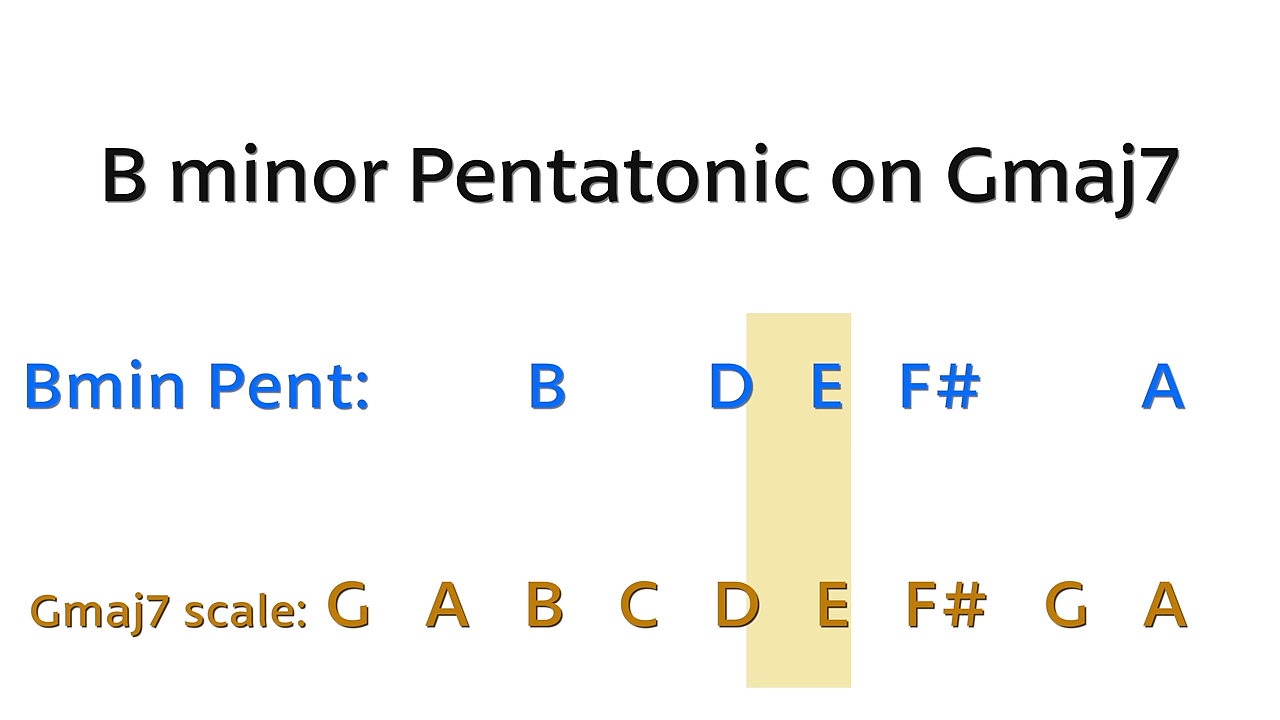 B minor Pentatonic on Gmaj7
Bmin Pent: B D E F# A
Gmaj7 scale: G A B C D E F# G A